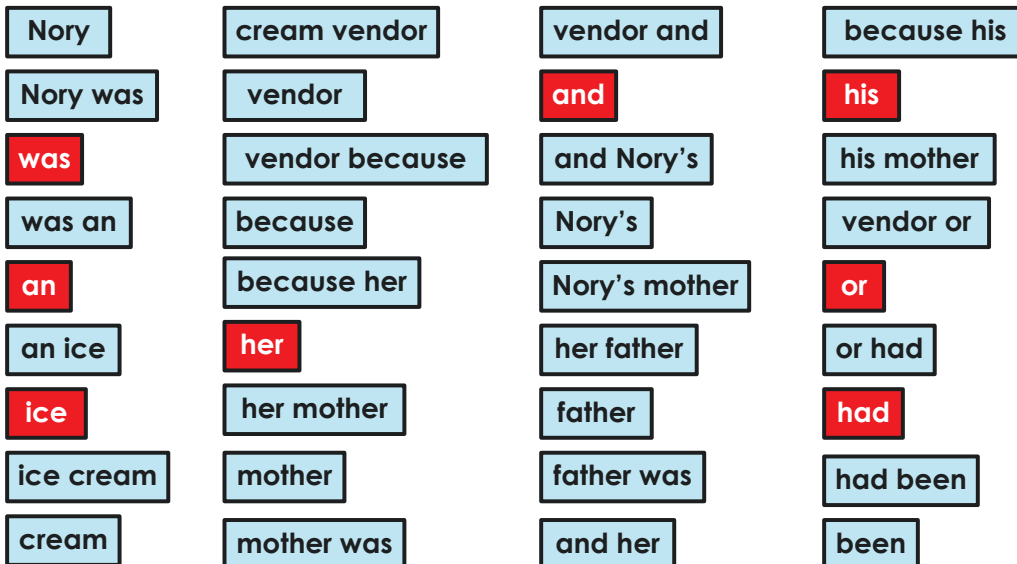 Nory
Nory was
was
was an
an
an ice
ice
ice cream
cream
cream vendor
vendor
vendor because
because
because her
her
her mother
mother
mother was
vendor and
and
and Nory's
Nory's
Nory's mother
her father
father
father was
and her
because his
his
his mother
vendor or
or
or had
had
had been
been